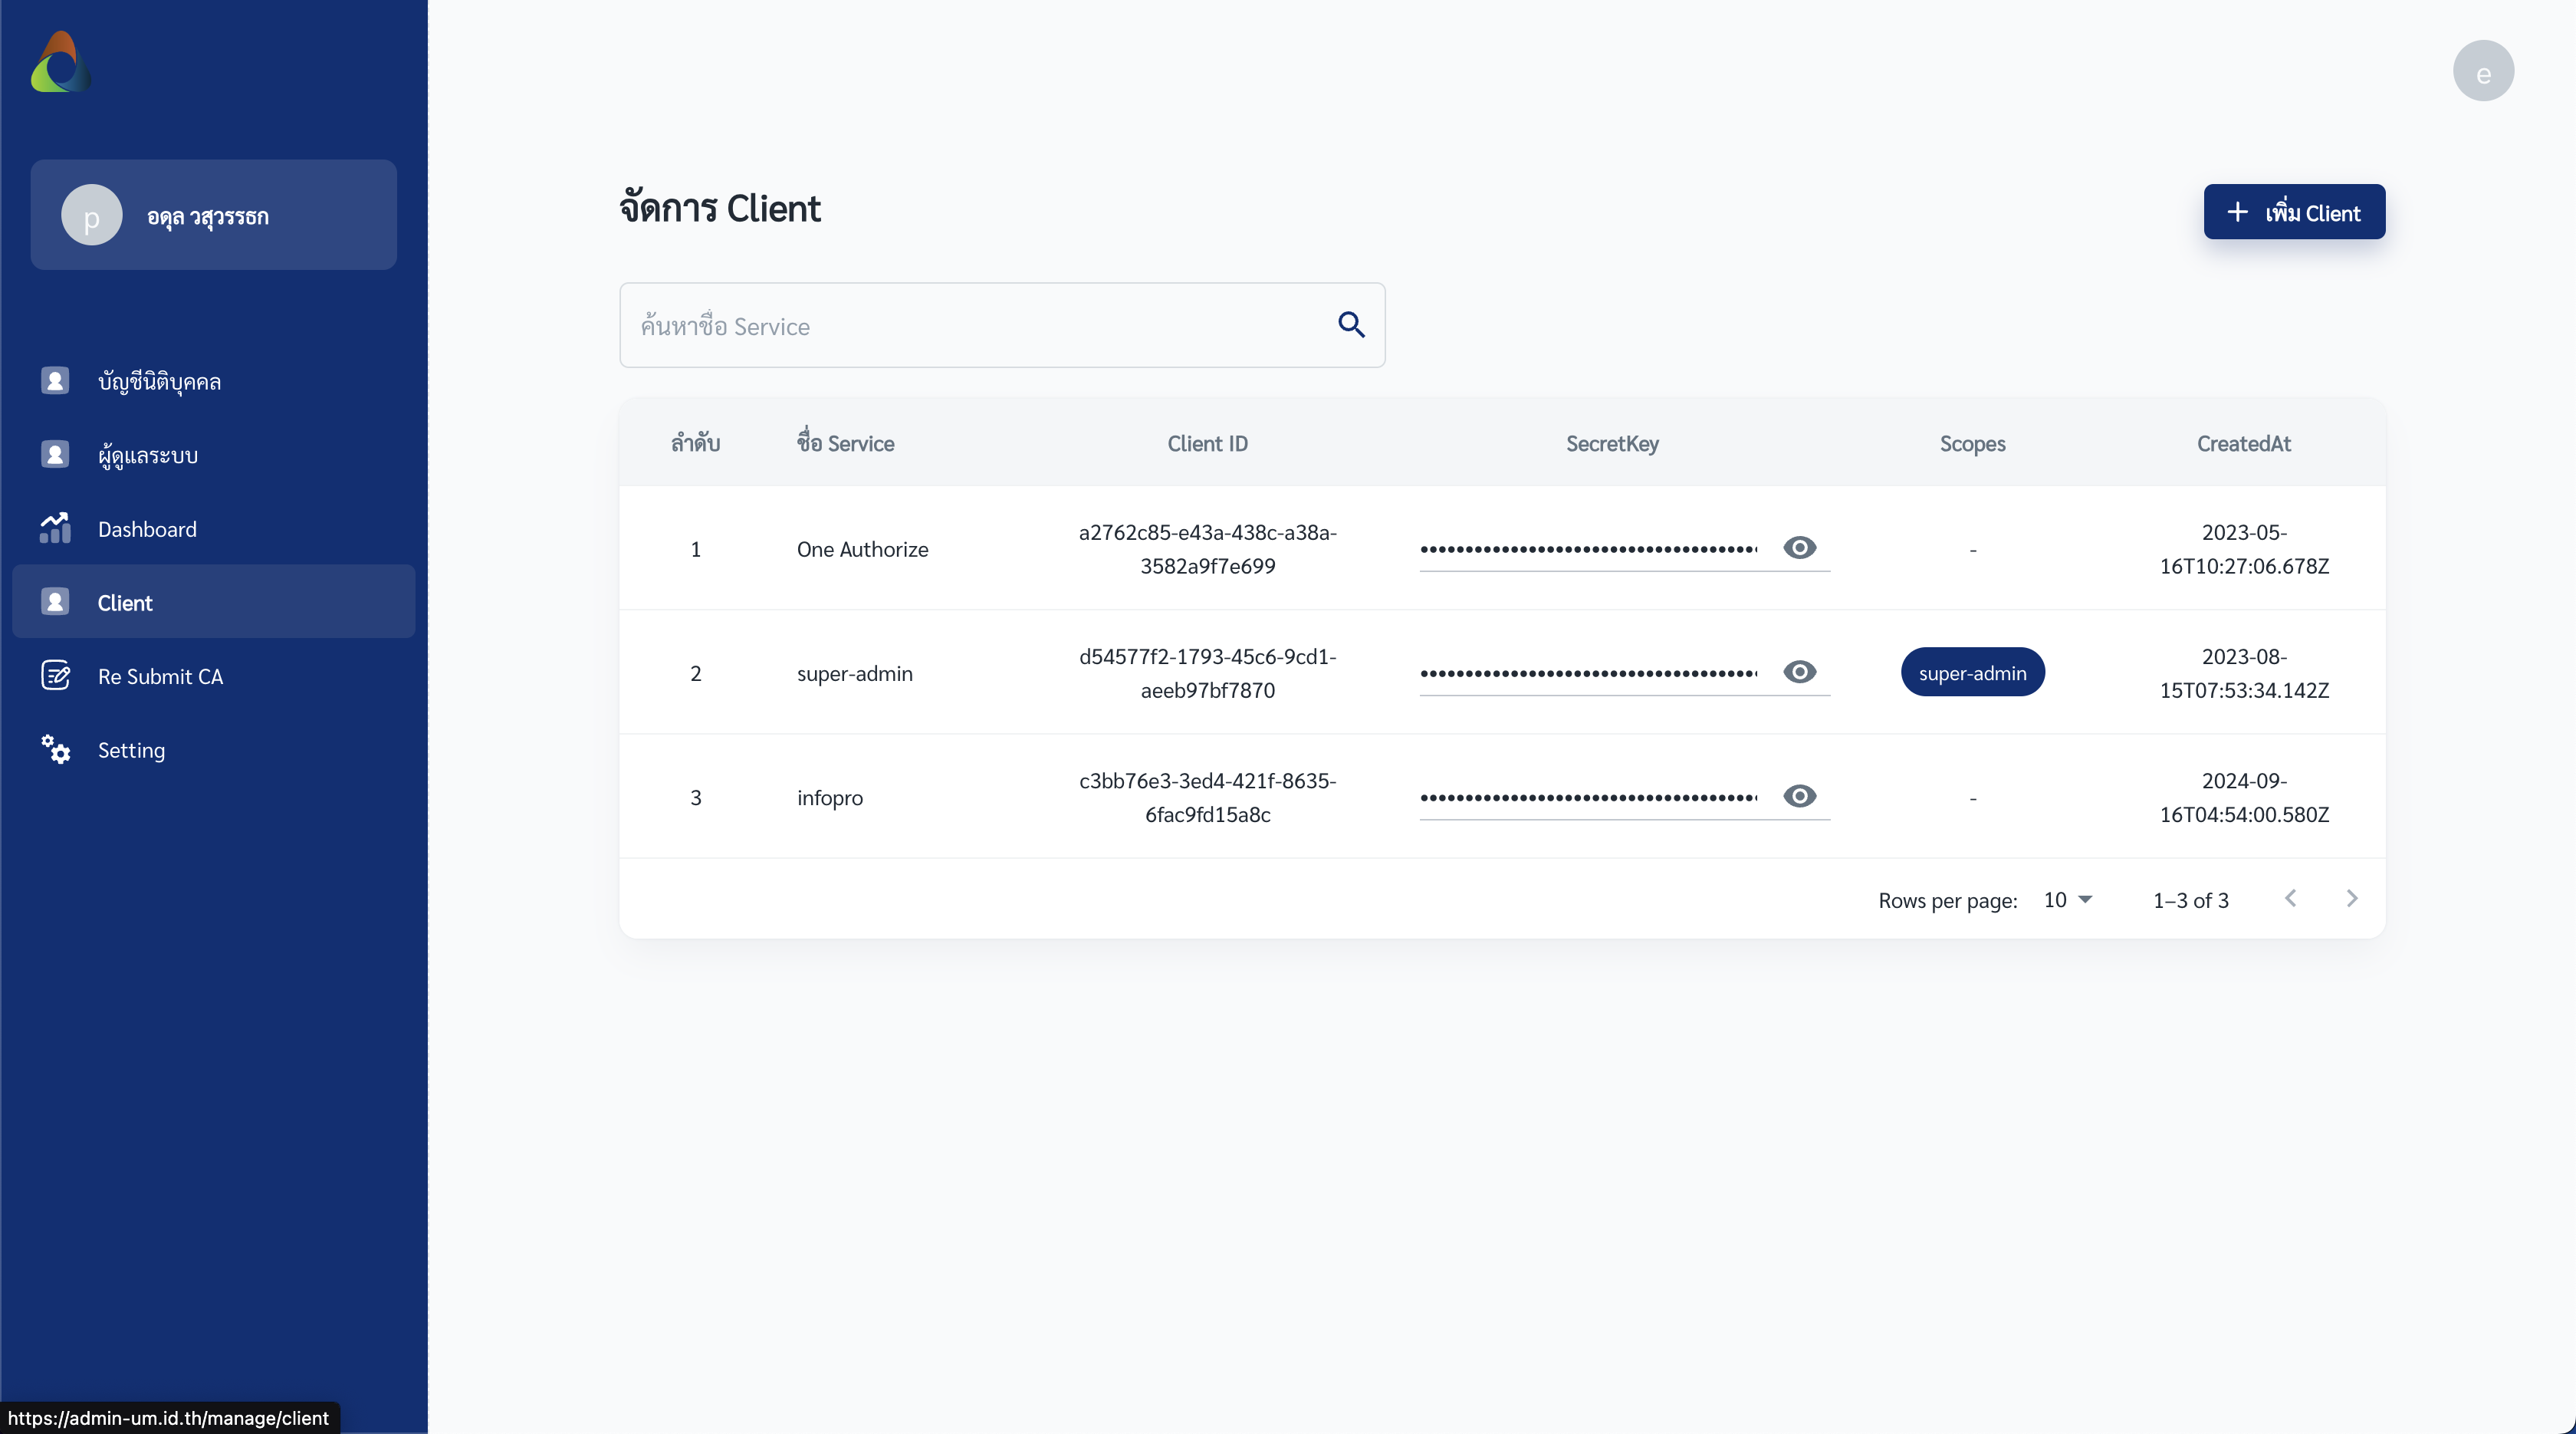 e
p
อดุล วสุวรรธก
บัญชีนิติบุคคล
ผู้ดูแลระบบ
Dashboard
Client
Re Submit CA
Setting
จัดการ Client
เพิ่ม Client
ค้นหาชื่อ Service
ลำดับ ชื่อ Service Client ID SecretKey Scopes CreatedAt
1 One Authorize a2762c85-e43a-438c-a38a- - 2023-05-
3582a9f7e699 16T10:27:06.678Z
2 super-admin d54577f2-1793-45c6-9cd1- super-admin 2023-08-
aeeb97bf7870 15T07:53:34.142Z
3 infopro c3bb76e3-3ed4-421f-8635- - 2024-09-
6fac9fd15a8c 16T04:54:00.580Z
Rows per page: 10 1–3 of 3
https://admin-um.id.th/manage/client